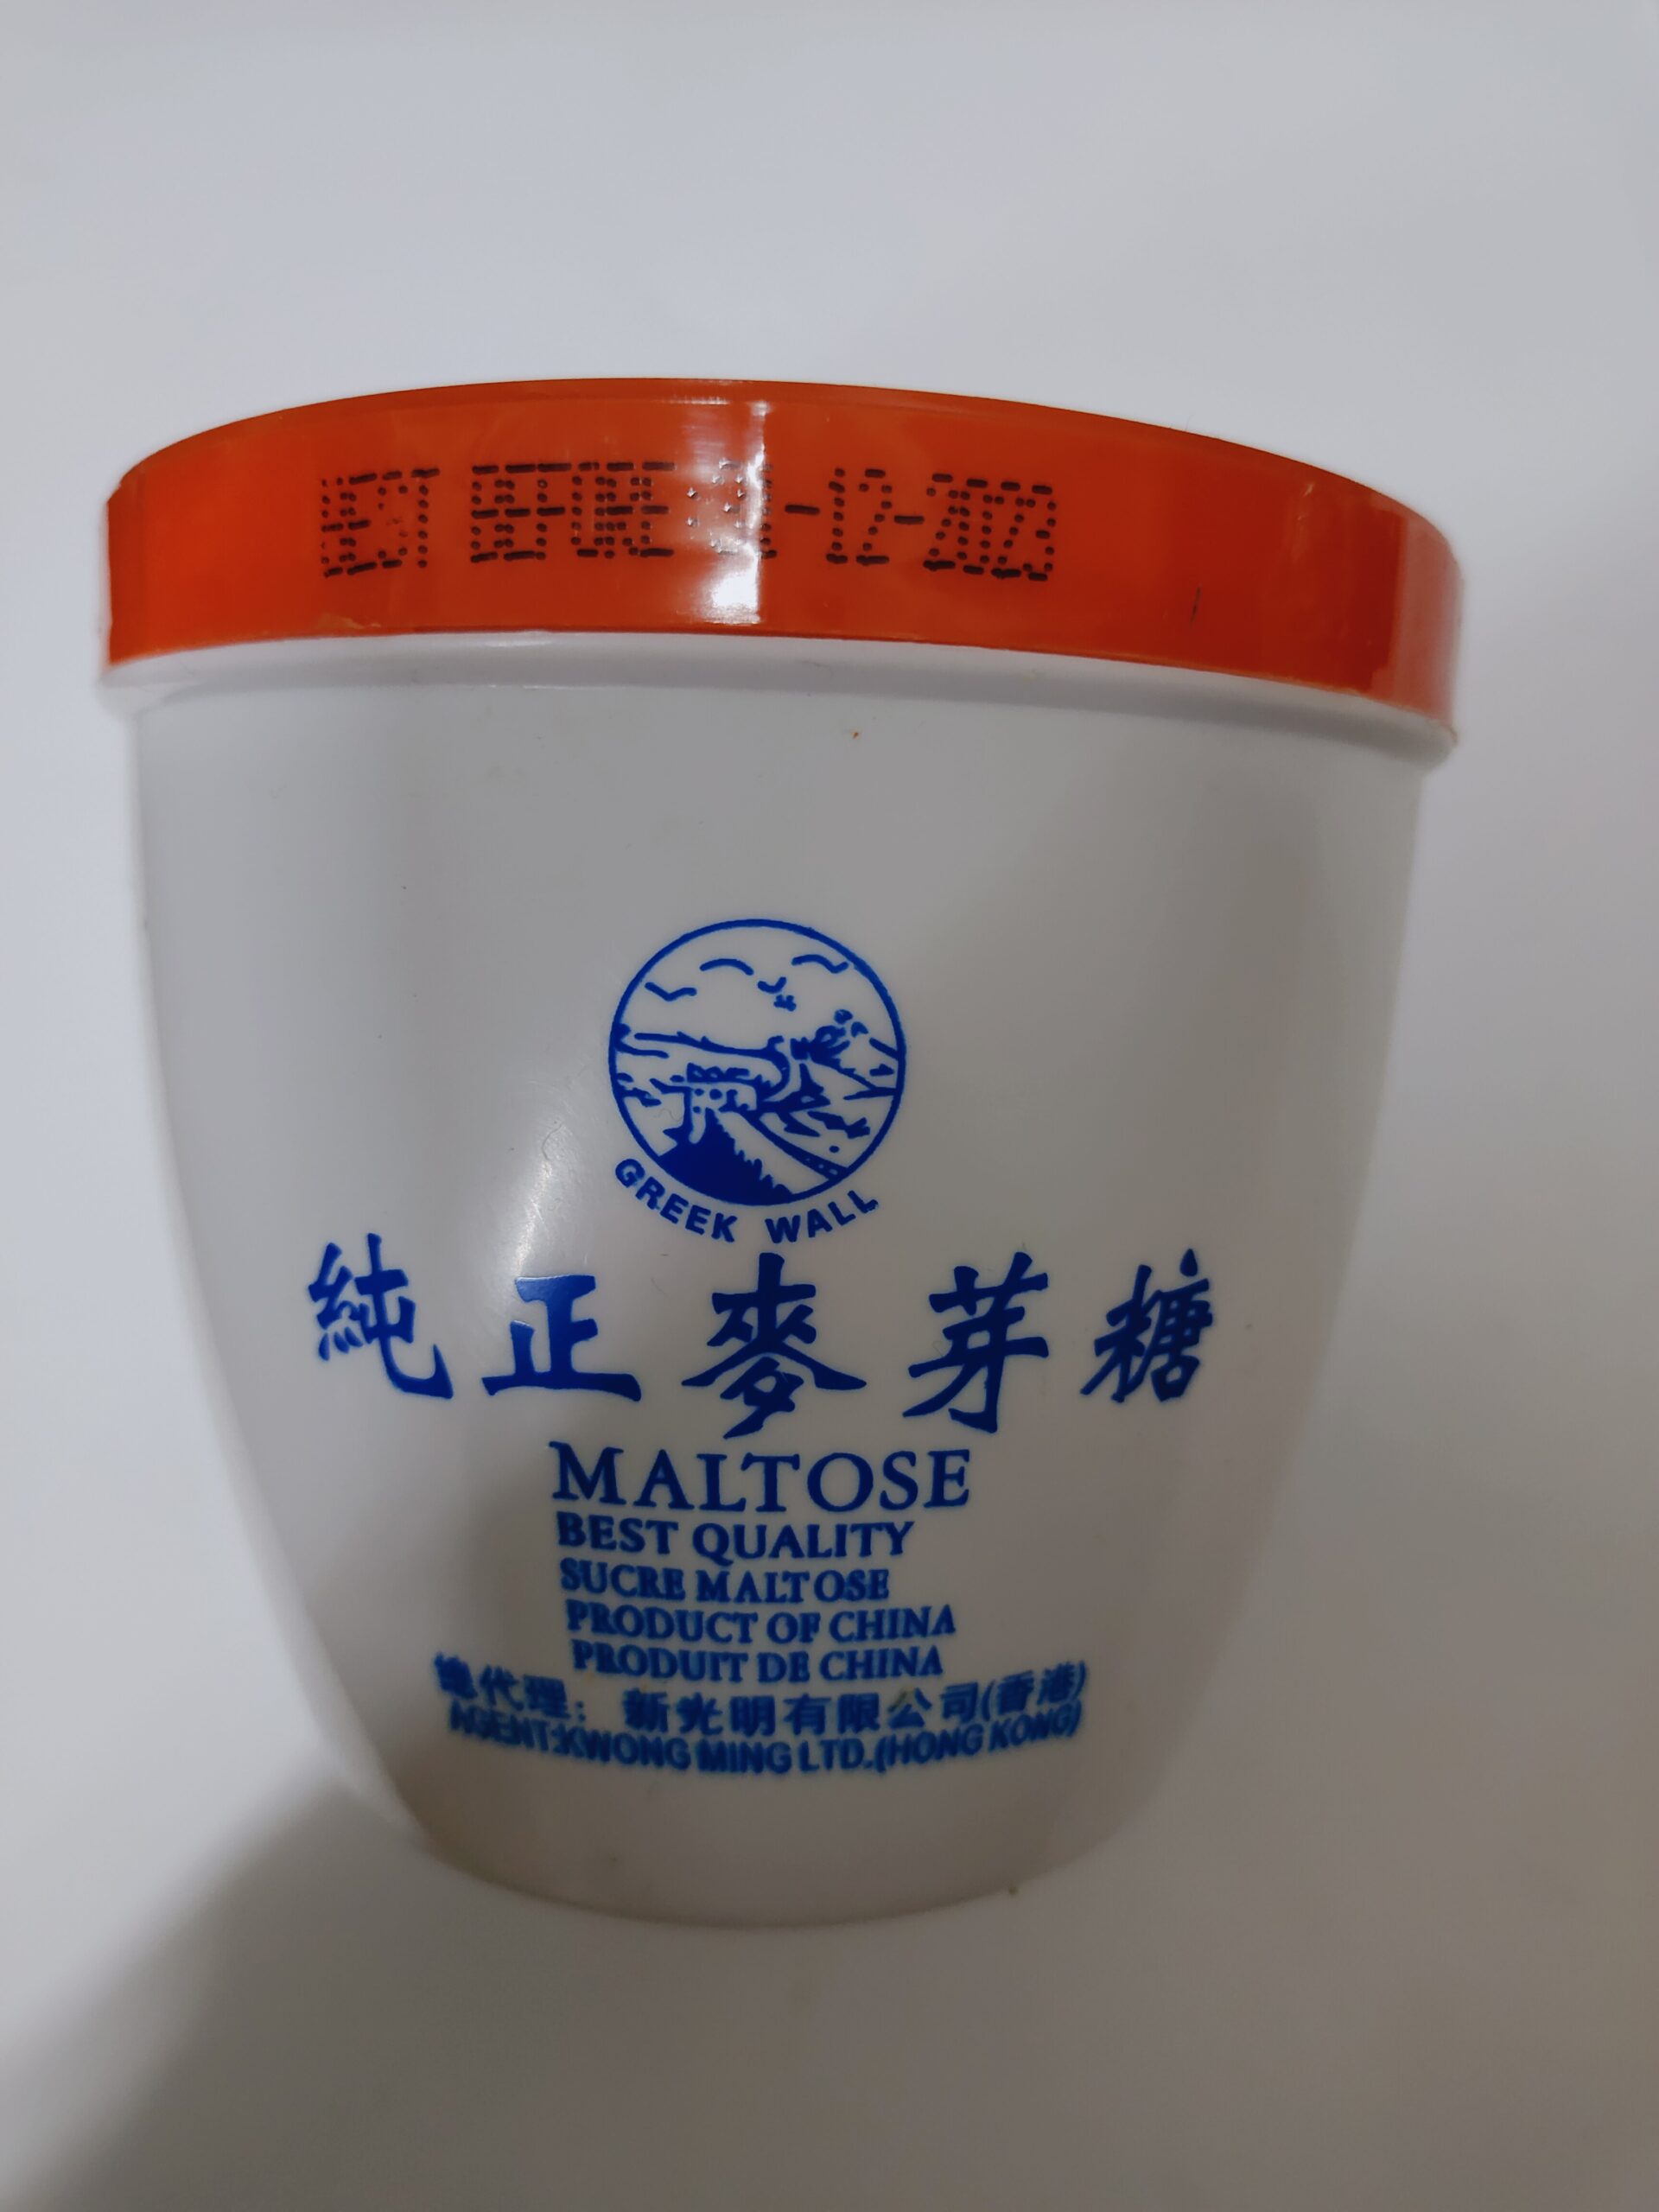 BEST BEFORE: 31-12-2023
GREEK WALL
純正麥芽糖
MALTOSE
BEST QUALITY
SUCRE MALTOSE
PRODUCT OF CHINA
PRODUIT DE CHINA
總代理：新光明有限公司(香港)
AGENT:KWONG MING LTD.(HONG KONG)